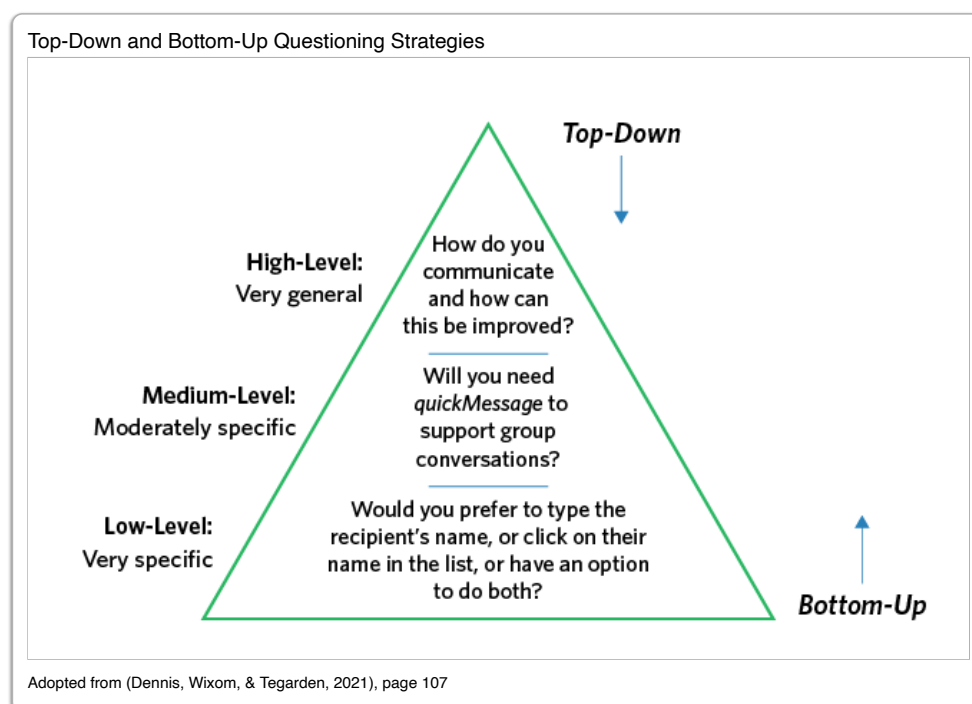 Top-Down and Bottom-Up Questioning Strategies
Top-Down
High-Level:
Very general
How do you
communicate
and how can
this be improved?
Medium-Level:
Moderately specific
Will you need
quickMessage to
support group
conversations?
Low-Level:
Very specific
Would you prefer to type the
recipient's name, or click on their
name in the list, or have an option
to do both?
Bottom-Up
Adopted from (Dennis, Wixom, & Tegarden, 2021), page 107